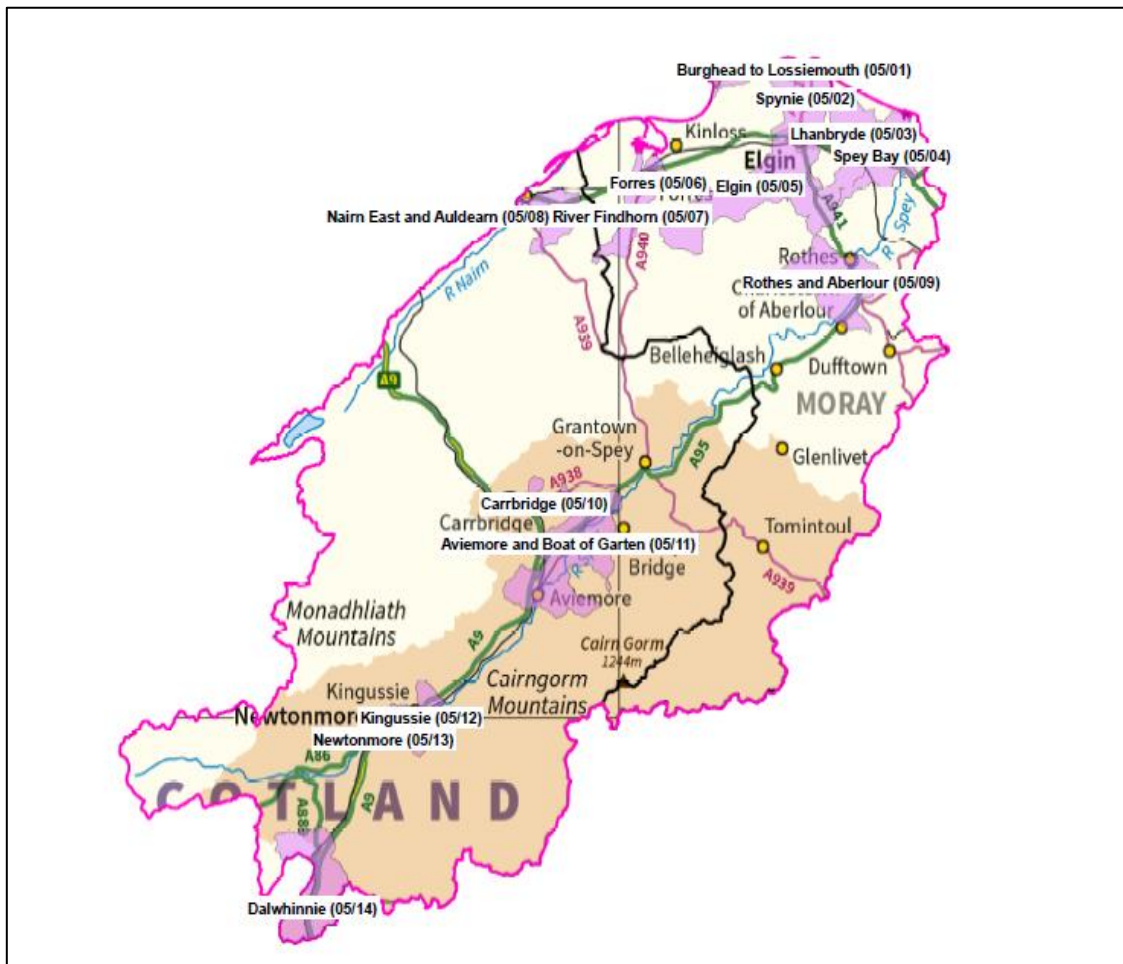 Burghead to Lossiemouth (05/01)
Spynie (05/02)
Kinloss
Lhanbryde (05/03)
Elgin
Spey Bay (05/04)
Forres (05/06)
Elgin (05/05)
Nairn East and Auldearn (05/08)
River Findhorn (05/07)
A941
R Spey
A940
R Nairn
Rothes
Rothes and Aberlour (05/09)
of Aberlour
A939
Belleheiglash
Dufftown
A9
MORAY
Grantown
-on-Spey
A95
Glenlivet
A938
Carrbridge (05/10)
Carrbridge
Tomintoul
Aviemore and Boat of Garten (05/11)
Bridge
A939
Aviemore
Monadhliath
Mountains
A9
Cairn Gorm
1244m
Cairngorm
Mountains
Kingussie
Newtonmor
Kingussie (05/12)
Newtonmore (05/13)
A86
COTLAND
A9
Dalwhinnie (05/14)